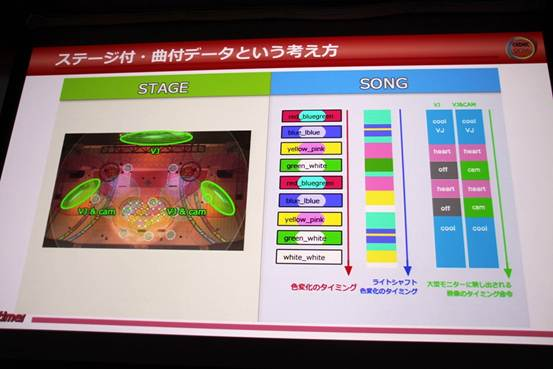 ステージ付・曲付データという考え方
CEDEC
STAGE
SONG
VJ
VJ & cam
VJ & cam
red_bluegreen
blue_lblue
yellow_pink
green_white
red_bluegreen
blue_lblue
yellow_pink
green_white
white_white
色変化のタイミング
ライトシャフト
色変化のタイミング
VJ
VJ&CAM
cool
VJ
cool
VJ
heart
heart
off
cam
heart
heart
off
cam
cool
cool
大型モニターに映し出される
映像のタイミング命令
time!